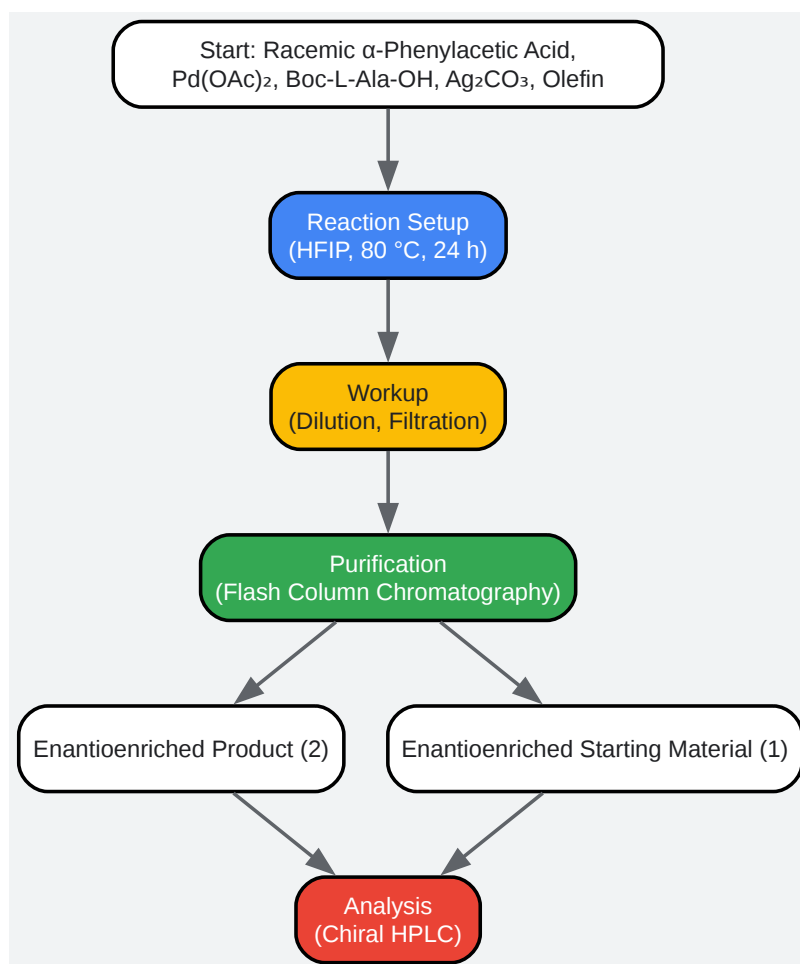 Start: Racemic α-Phenylacetic Acid,
Pd(OAc)₂, Boc-L-Ala-OH, Ag₂CO₃, Olefin
Reaction Setup
(HFIP, 80 °C, 24 h)
Workup
(Dilution, Filtration)
Purification
(Flash Column Chromatography)
Enantioenriched Product (2)
Enantioenriched Starting Material (1)
Analysis
(Chiral HPLC)